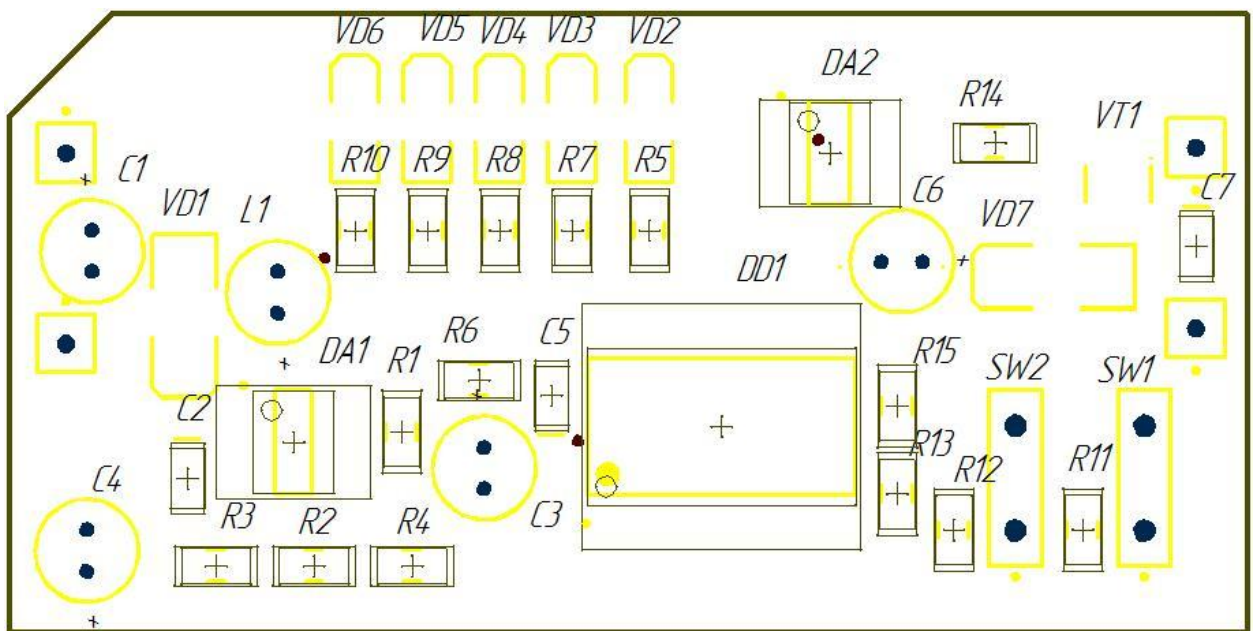 VD6 VD5 VD4 VD3 VD2
DA2
R14
VT1
C1
R10 R9 R8 R7 R5
VD1
L1
C6
C7
VD7
DD1
R6
C5
DA1
R1
R15
SW2
SW1
C2
R13
R12
R11
C4
R3
R2
R4
C3